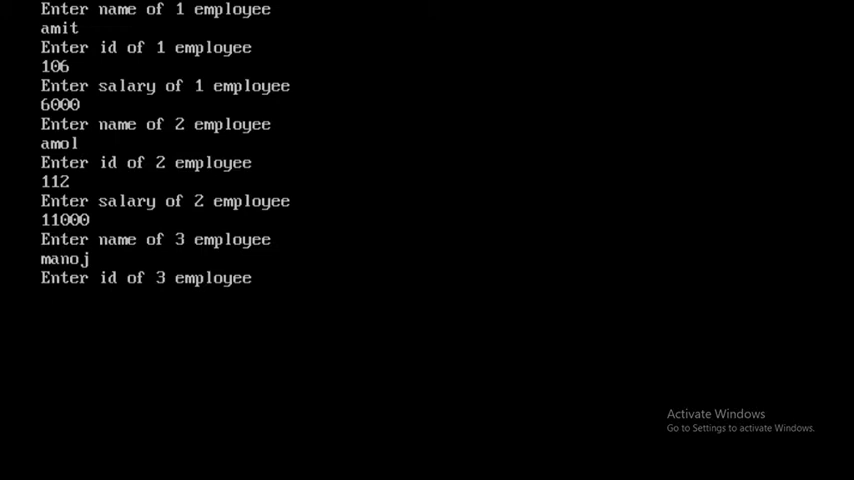 Enter name of 1 employee
amit
Enter id of 1 employee
106
Enter salary of 1 employee
6000
Enter name of 2 employee
amol
Enter id of 2 employee
112
Enter salary of 2 employee
11000
Enter name of 3 employee
manoj
Enter id of 3 employee
Activate Windows
Go to Settings to activate Windows.